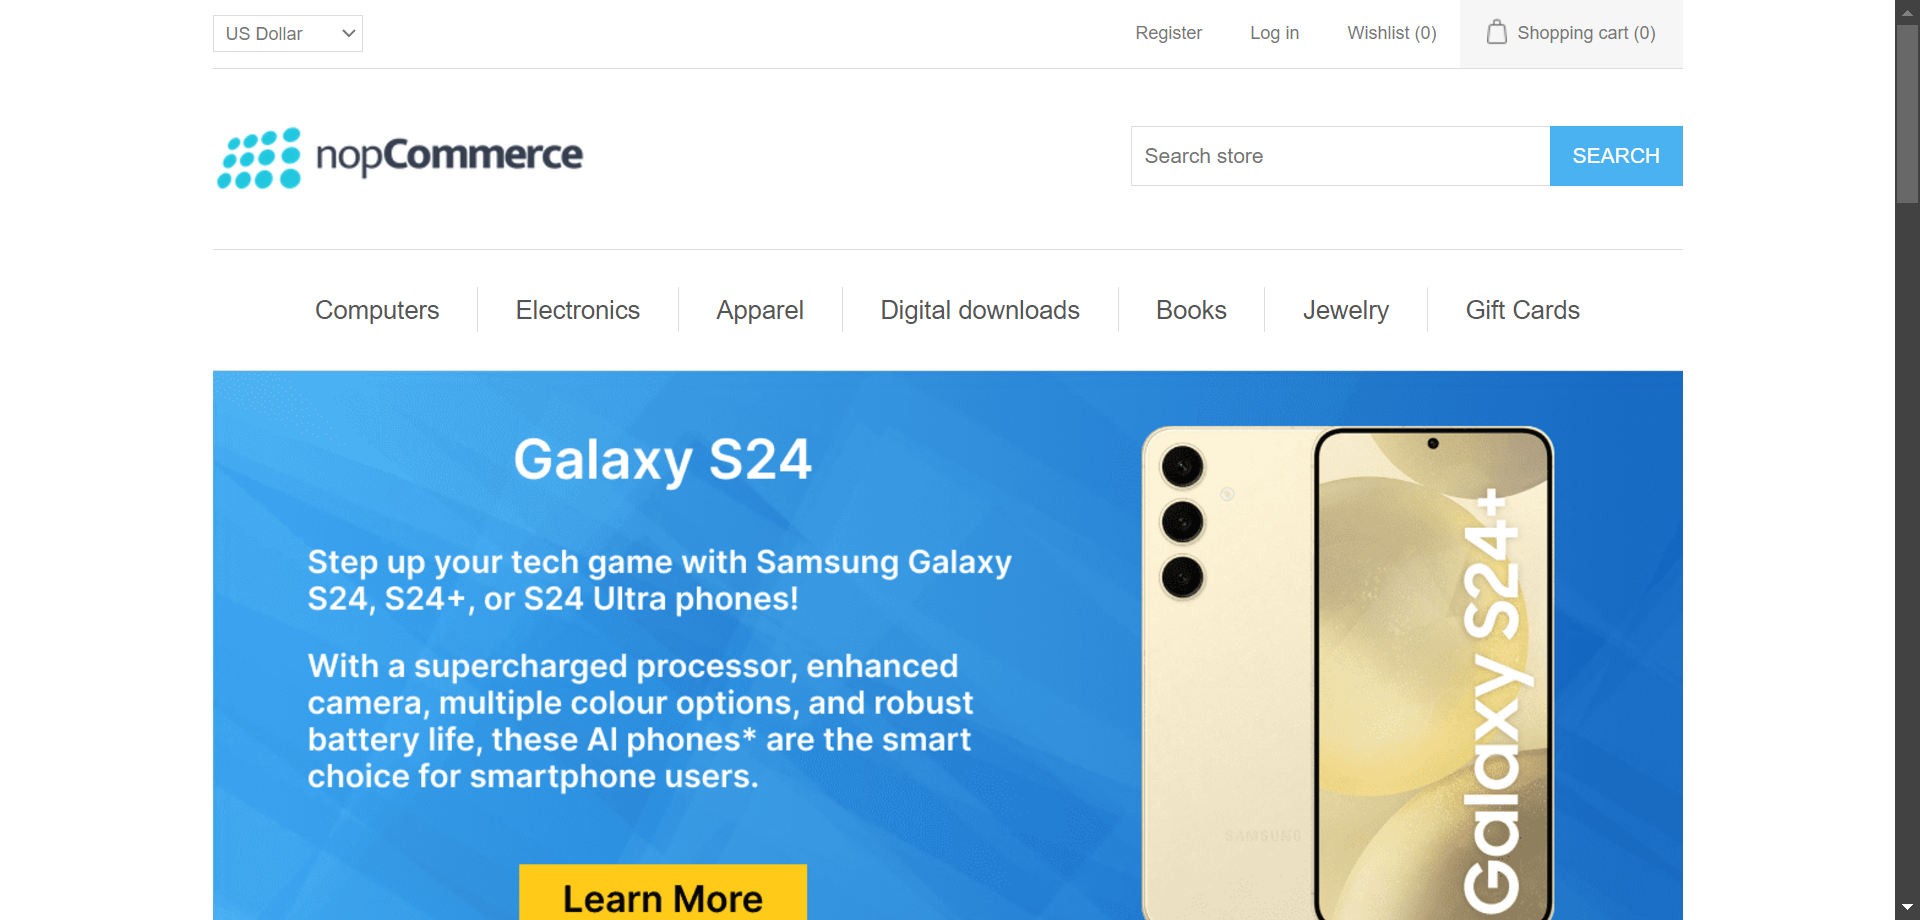 US Dollar
Register
Log in
Wishlist (0)
Shopping cart (0)
nopCommerce
Search store
SEARCH
Computers
Electronics
Apparel
Digital downloads
Books
Jewelry
Gift Cards
Galaxy S24
Step up your tech game with Samsung Galaxy
S24, S24+, or S24 Ultra phones!
With a supercharged processor, enhanced
camera, multiple colour options, and robust
battery life, these AI phones* are the smart
choice for smartphone users.
Learn More
SAMSUNG
Galaxy S24+